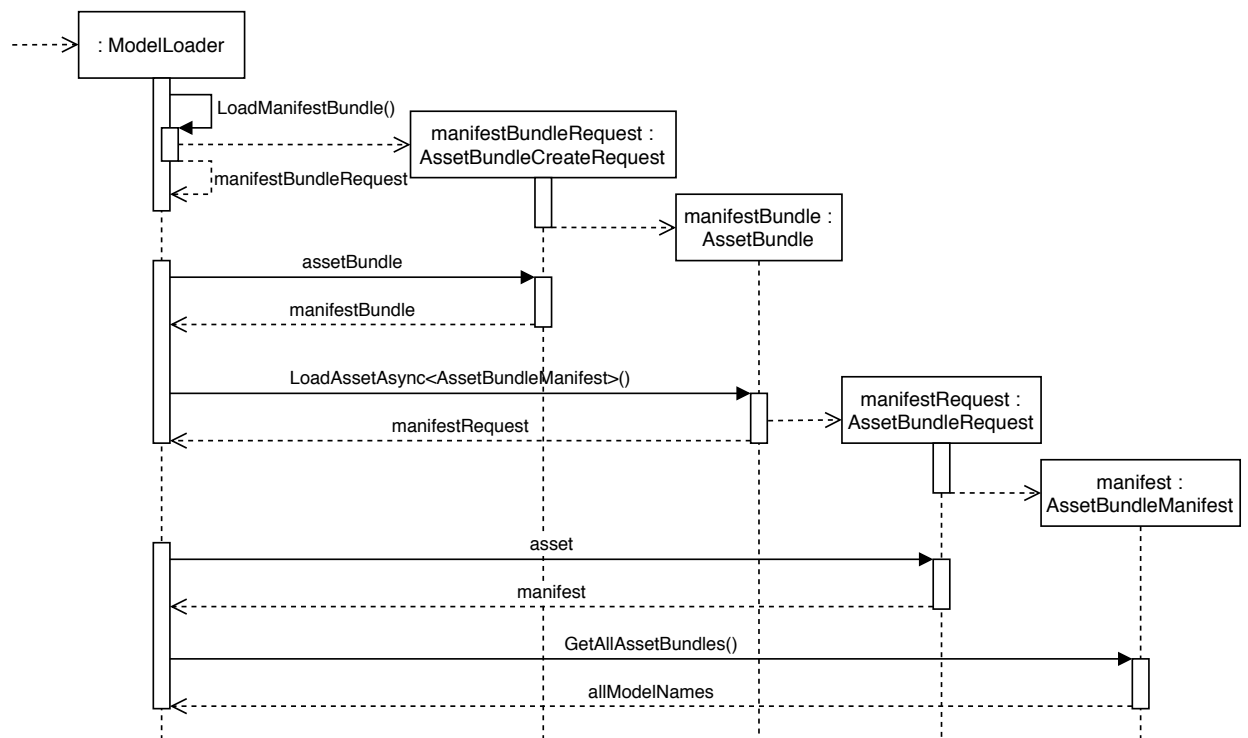 : ModelLoader
LoadManifestBundle()
manifestBundleRequest :
AssetBundleCreateRequest
manifestBundleRequest
manifestBundle :
AssetBundle
assetBundle
manifestBundle
LoadAssetAsync<AssetBundleManifest>()
manifestRequest :
AssetBundleRequest
manifestRequest
manifest :
AssetBundleManifest
asset
manifest
GetAllAssetBundles()
allModelNames